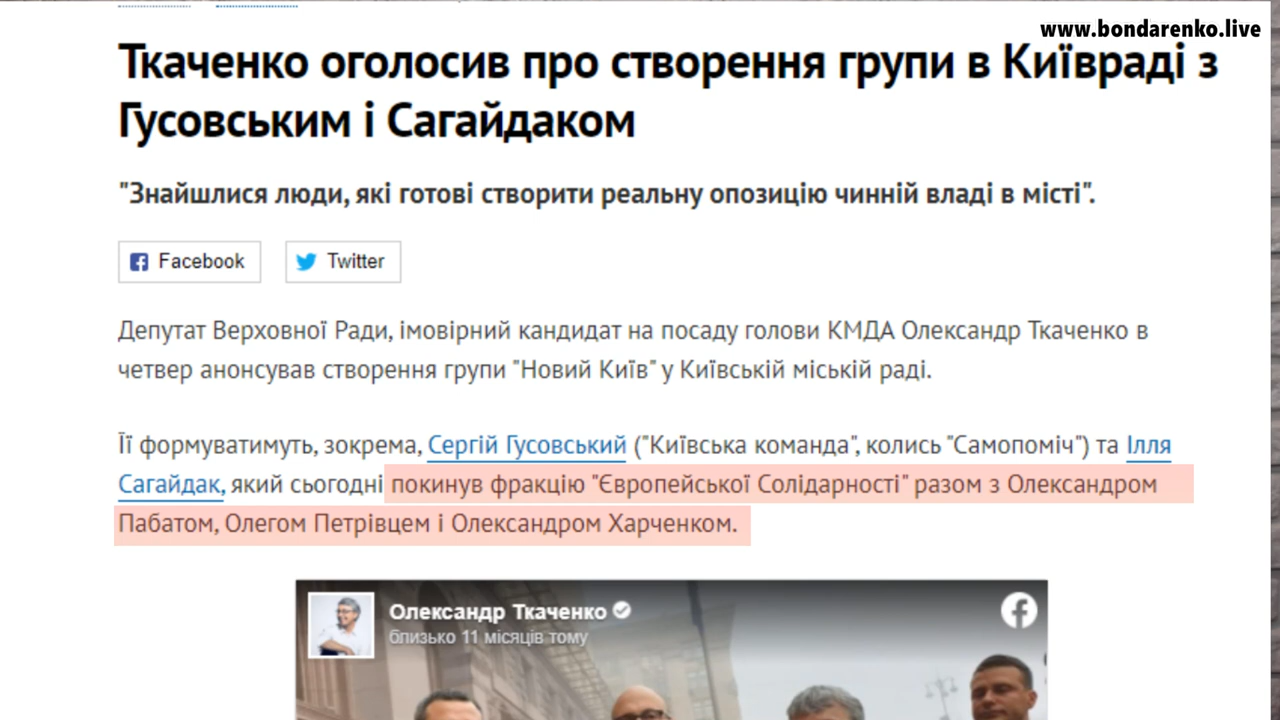 www.bondarenko.live
Ткаченко оголосив про створення групи в Київраді з
Гусовським і Сагайдаком
"Знайшлися люди, які готові створити реальну опозицію чинній владі в місті".
Facebook Twitter
Депутат Верховної Ради, імовірний кандидат на посаду голови КМДА Олександр Ткаченко в
четвер анонсував створення групи "Новий Київ" у Київській міській раді.
Її формуватимуть, зокрема, Сергій Гусовський ("Київська команда", колись "Самопоміч") та Ілля
Сагайдак, який сьогодні покинув фракцію "Європейської Солідарності" разом з Олександром
Пабатом, Олегом Петрівцем і Олександром Харченком.
Олександр Ткаченко
близько 11 місяців тому